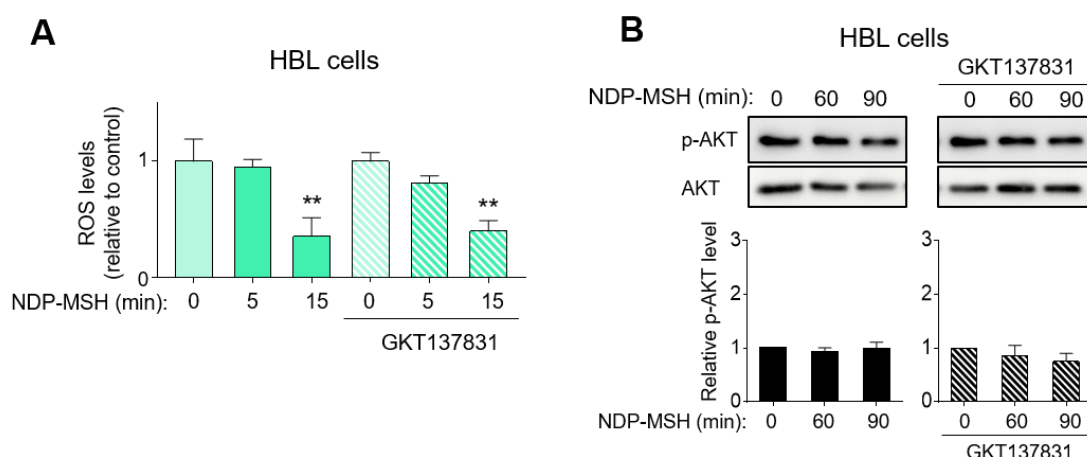 A
HBL cells
ROS levels
(relative to control)
1
0
**
**
NDP-MSH (min): 0 5 15 0 5 15
GKT137831
B
HBL cells
GKT137831
NDP-MSH (min): 0 60 90 0 60 90
p-AKT
AKT
Relative p-AKT level
3
2
1
0
3
2
1
0
NDP-MSH (min): 0 60 90 0 60 90
GKT137831